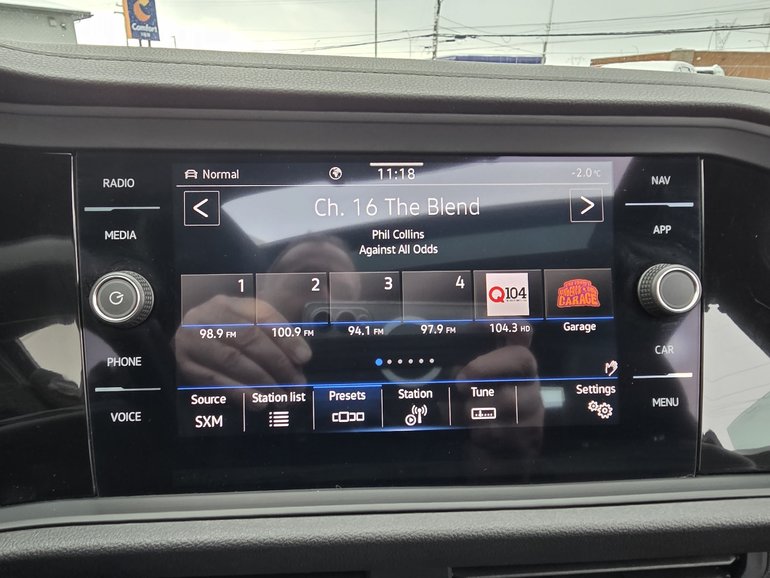 Comfort
RADIO
MEDIA
PHONE
VOICE
Normal
11:18
-2.0°C
Ch. 16 The Blend
Phil Collins
Against All Odds
1 2 3 4 Q104 GARAGE
98.9 FM 100.9 FM 94.1 FM 97.9 FM 104.3 HD Garage
Source Station list Presets Station Tune Settings
SXM
NAV
APP
CAR
MENU